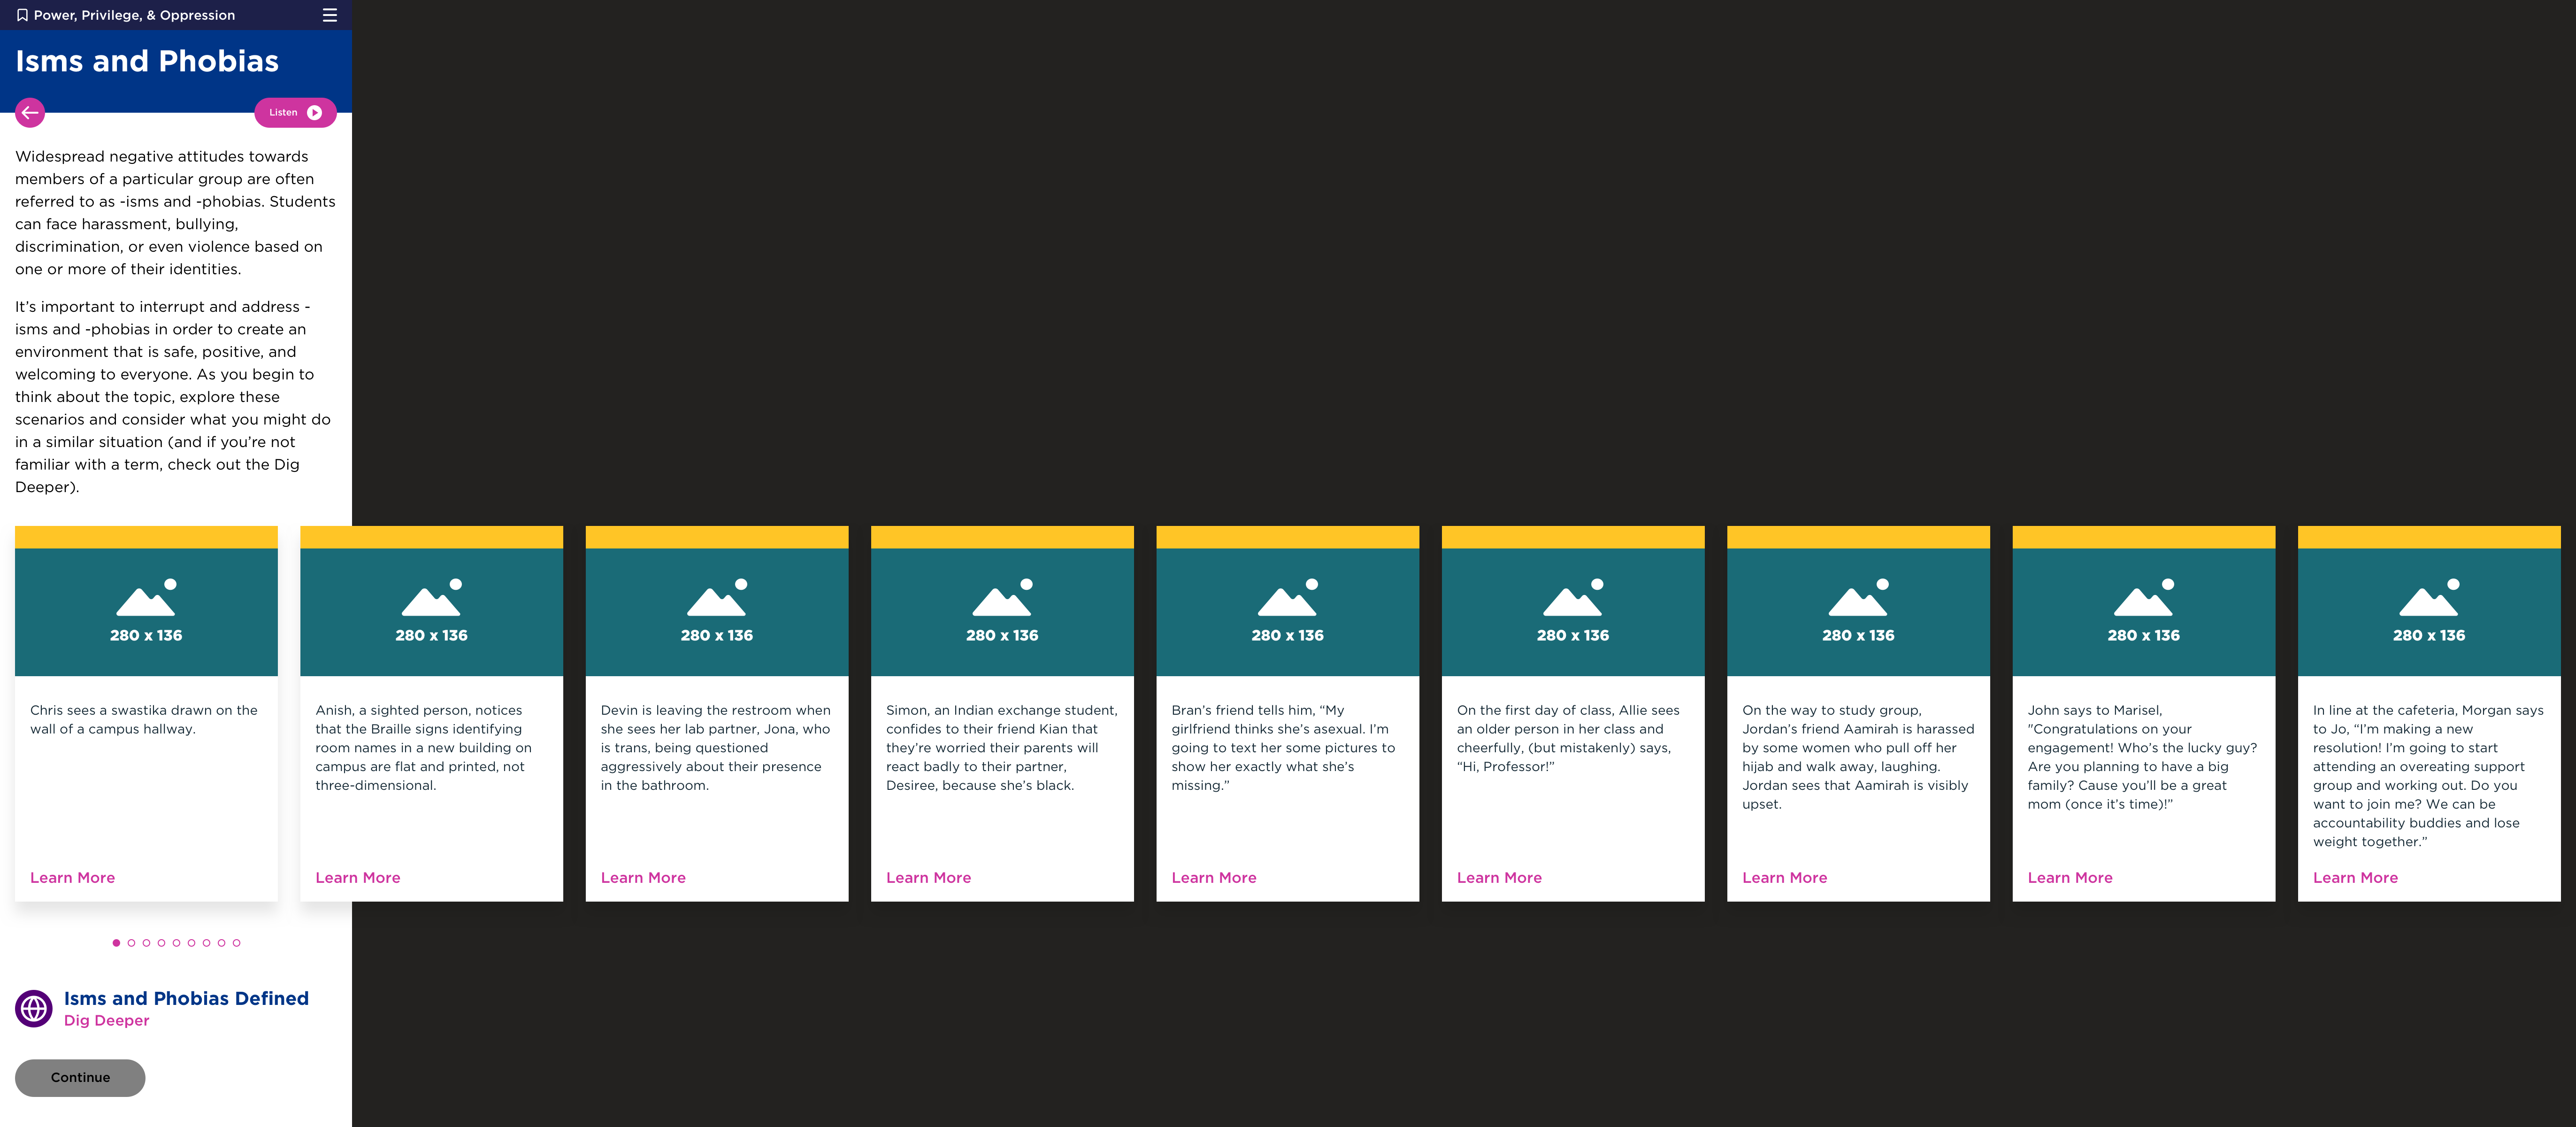 Power, Privilege, & Oppression
Isms and Phobias
Listen
Widespread negative attitudes towards
members of a particular group are often
referred to as -isms and -phobias. Students
can face harassment, bullying,
discrimination, or even violence based on
one or more of their identities.
It’s important to interrupt and address -
isms and -phobias in order to create an
environment that is safe, positive, and
welcoming to everyone. As you begin to
think about the topic, explore these
scenarios and consider what you might do
in a similar situation (and if you’re not
familiar with a term, check out the Dig
Deeper).
280 x 136
Chris sees a swastika drawn on the
wall of a campus hallway.
Learn More
280 x 136
Anish, a sighted person, notices
that the Braille signs identifying
room names in a new building on
campus are flat and printed, not
three-dimensional.
Learn More
280 x 136
Devin is leaving the restroom when
she sees her lab partner, Jona, who
is trans, being questioned
aggressively about their presence
in the bathroom.
Learn More
280 x 136
Simon, an Indian exchange student,
confides to their friend Kian that
they’re worried their parents will
react badly to their partner,
Desiree, because she’s black.
Learn More
280 x 136
Bran’s friend tells him, “My
girlfriend thinks she’s asexual. I’m
going to text her some pictures to
show her exactly what she’s
missing.”
Learn More
280 x 136
On the first day of class, Allie sees
an older person in her class and
cheerfully, (but mistakenly) says,
“Hi, Professor!”
Learn More
280 x 136
On the way to study group,
Jordan’s friend Aamirah is harassed
by some women who pull off her
hijab and walk away, laughing.
Jordan sees that Aamirah is visibly
upset.
Learn More
280 x 136
John says to Marisel,
"Congratulations on your
engagement! Who’s the lucky guy?
Are you planning to have a big
family? Cause you’ll be a great
mom (once it’s time)!”
Learn More
280 x 136
In line at the cafeteria, Morgan says
to Jo, “I’m making a new
resolution! I’m going to start
attending an overeating support
group and working out. Do you
want to join me? We can be
accountability buddies and lose
weight together.”
Learn More
Isms and Phobias Defined
Dig Deeper
Continue